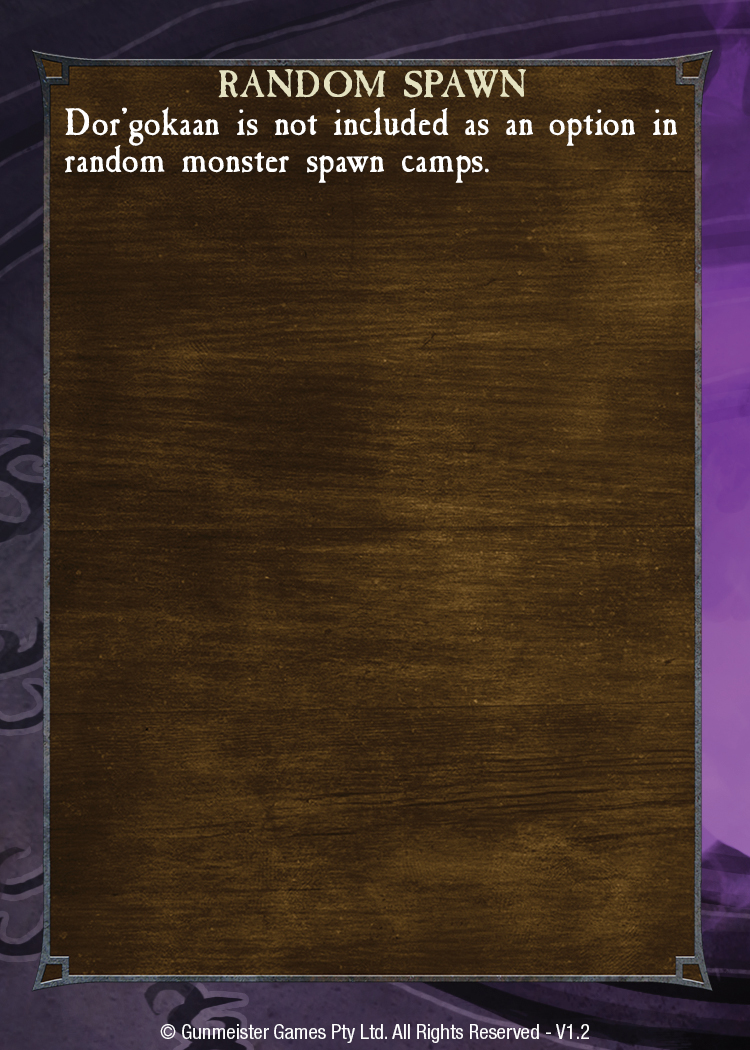 RANDOM SPAWN
Dor'gokaan is not included as an option in
random monster spawn camps.
© Gunmeister Games Pty Ltd. All Rights Reserved - V1.2